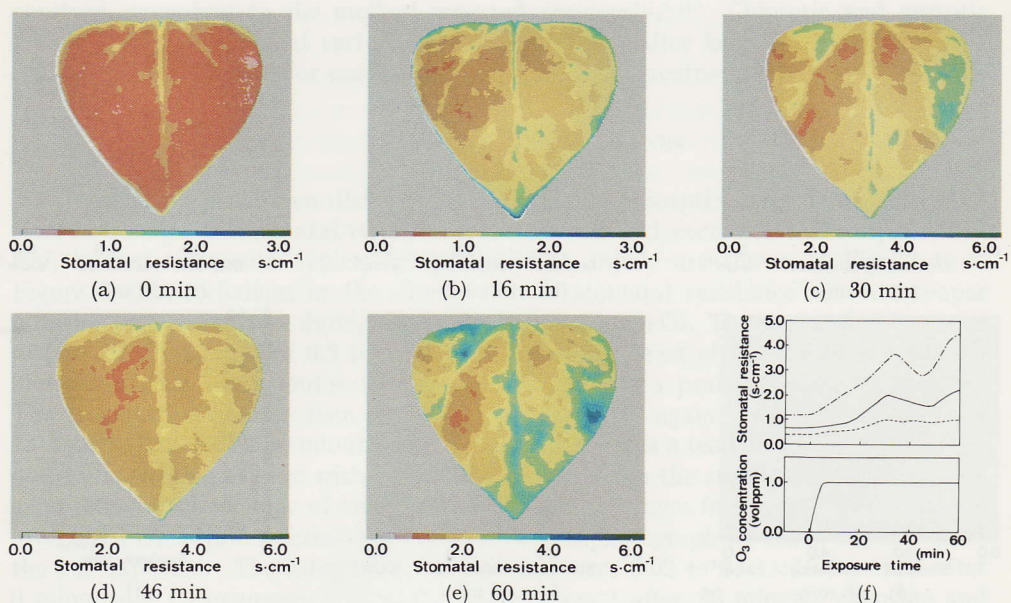 0.0 1.0 2.0 3.0
Stomatal resistance s·cm⁻¹
(a) 0 min
0.0 1.0 2.0 3.0
Stomatal resistance s·cm⁻¹
(b) 16 min
0.0 2.0 4.0 6.0
Stomatal resistance s·cm⁻¹
(c) 30 min
0.0 2.0 4.0 6.0
Stomatal resistance s·cm⁻¹
(d) 46 min
0.0 2.0 4.0 6.0
Stomatal resistance s·cm⁻¹
(e) 60 min
Stomatal resistance
(s·cm⁻¹)
5.0
4.0
3.0
2.0
1.0
0.0
O₃ concentration
(volppm)
1.0
0.0
0 30 60
(min)
Exposure time
(f)